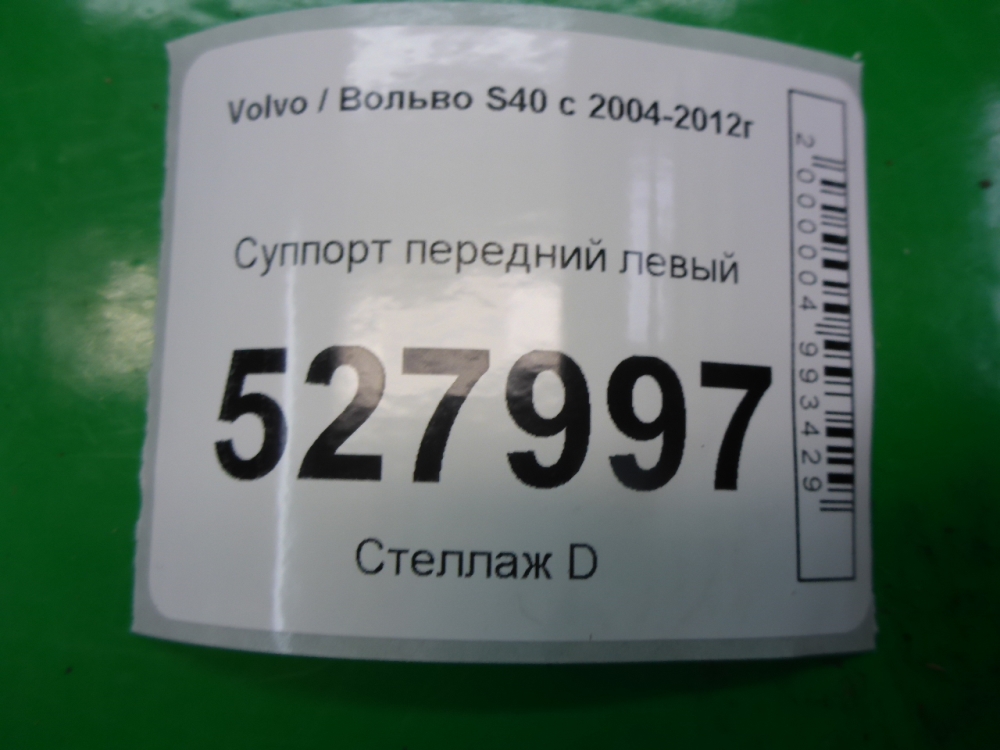 Volvo / Вольво S40 с 2004-2012г
Суппорт передний левый
527997
Стеллаж D
2000004993429